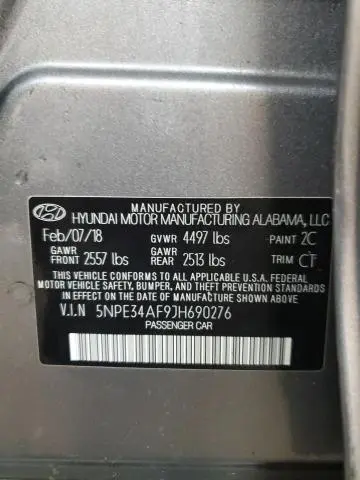 MANUFACTURED BY
HYUNDAI MOTOR MANUFACTURING ALABAMA, LLC
Feb/07/18 GVWR 4497 lbs PAINT 2C
GAWR FRONT 2557 lbs GAWR REAR 2513 lbs TRIM CT
THIS VEHICLE CONFORMS TO ALL APPLICABLE U.S.A. FEDERAL
MOTOR VEHICLE SAFETY, BUMPER, AND THEFT PREVENTION STANDARDS
IN EFFECT ON THE DATE OF MANUFACTURE SHOWN ABOVE.
V.I.N 5NPE34AF9JH690276
PASSENGER CAR